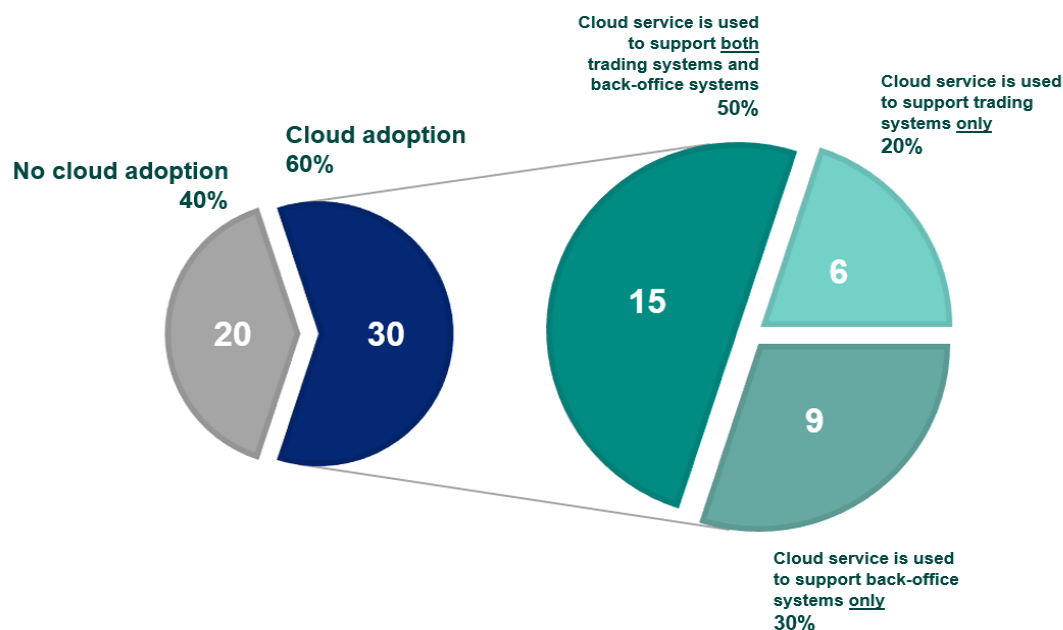 No cloud adoption
40%
Cloud adoption
60%
20
30
Cloud service is used
to support both
trading systems and
back-office systems
50%
Cloud service is used
to support trading
systems only
20%
15
6
9
Cloud service is used
to support back-office
systems only
30%